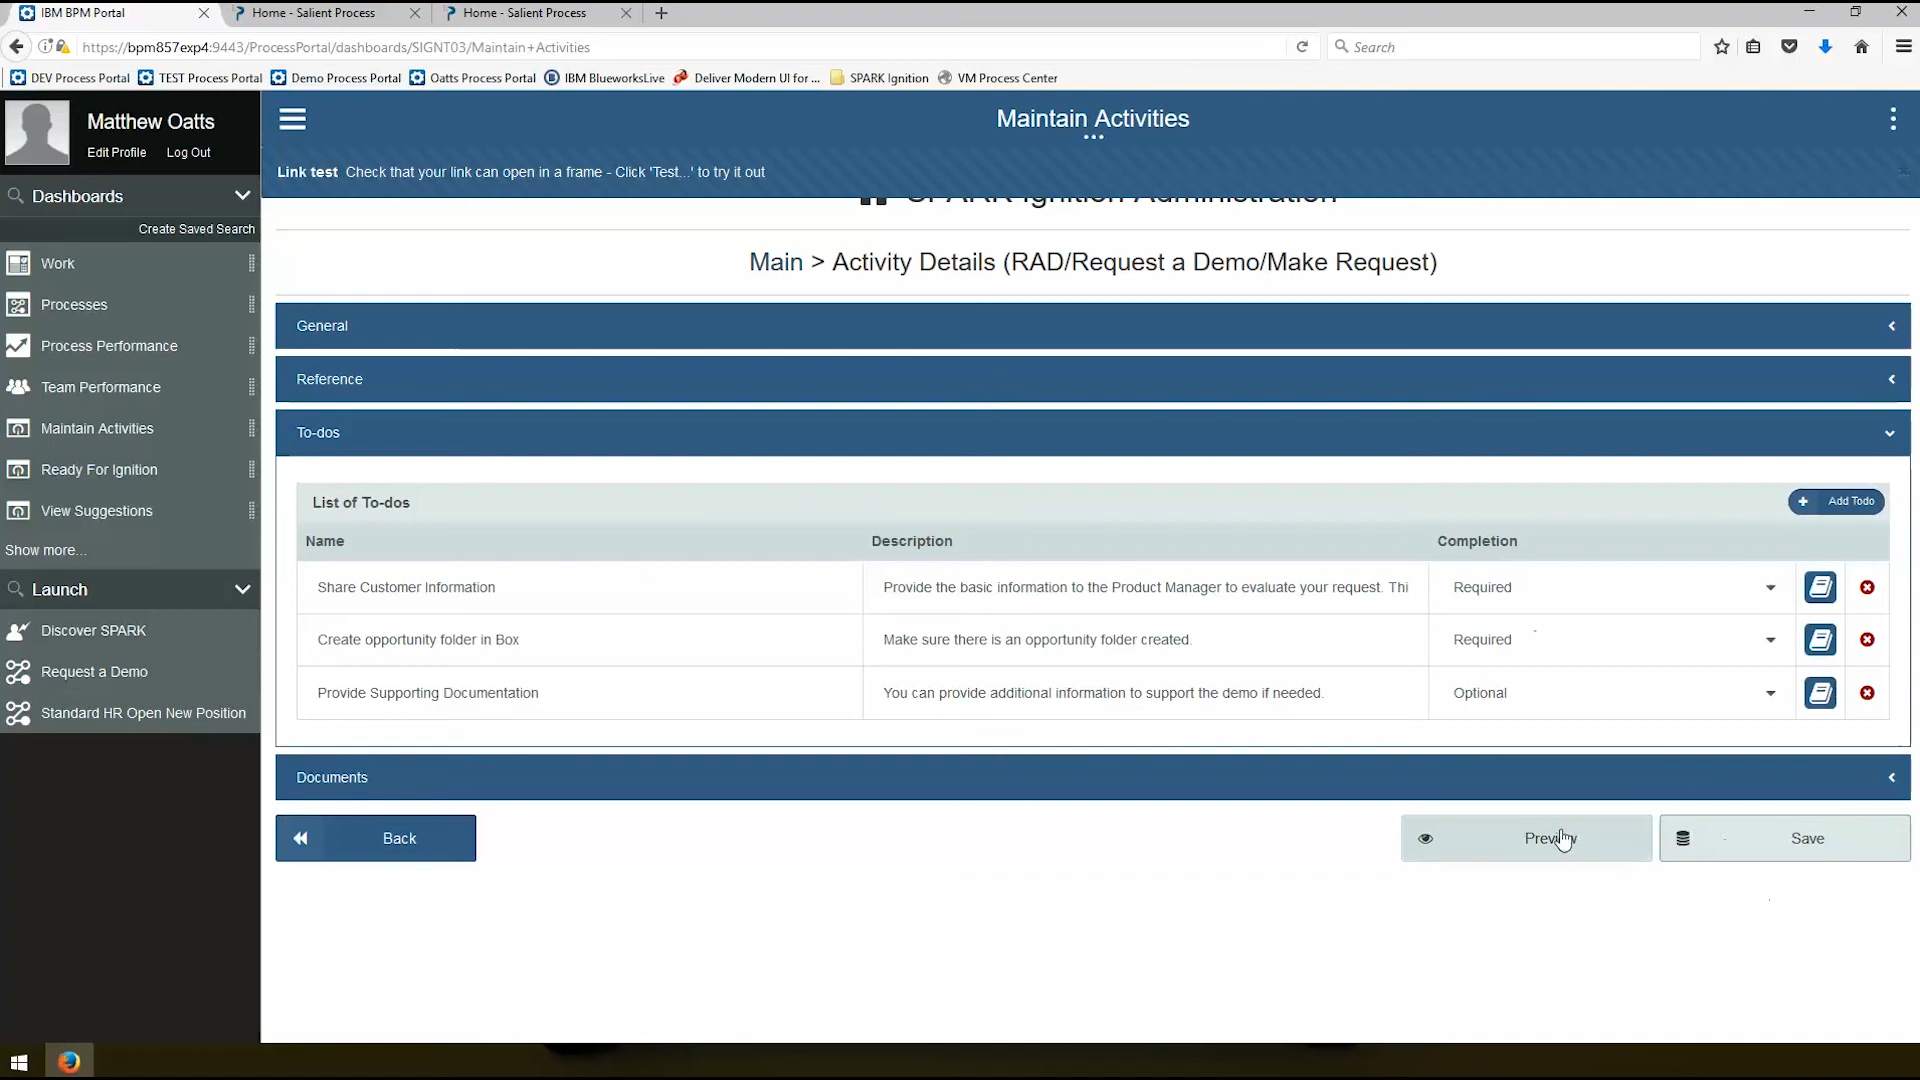 IBM BPM Portal
Home - Salient Process
Home - Salient Process
https://bpm857exp4:9443/ProcessPortal/dashboards/SIGNT03/Maintain+Activities
Search
DEV Process Portal
TEST Process Portal
Demo Process Portal
Oatts Process Portal
IBM BlueworksLive
Deliver Modern UI for ...
SPARK Ignition
VM Process Center
Matthew Oatts
Edit Profile
Log Out
Dashboards
Create Saved Search
Work
Processes
Process Performance
Team Performance
Maintain Activities
Ready For Ignition
View Suggestions
Show more...
Launch
Discover SPARK
Request a Demo
Standard HR Open New Position
Maintain Activities
Link test Check that your link can open in a frame - Click 'Test...' to try it out
SPARK Ignition Administration
Main > Activity Details (RAD/Request a Demo/Make Request)
General
Reference
To-dos
List of To-dos
+ Add Todo
Name Description Completion
Share Customer Information Provide the basic information to the Product Manager to evaluate your request. Thi Required
Create opportunity folder in Box Make sure there is an opportunity folder created. Required
Provide Supporting Documentation You can provide additional information to support the demo if needed. Optional
Documents
Back
Preview
Save